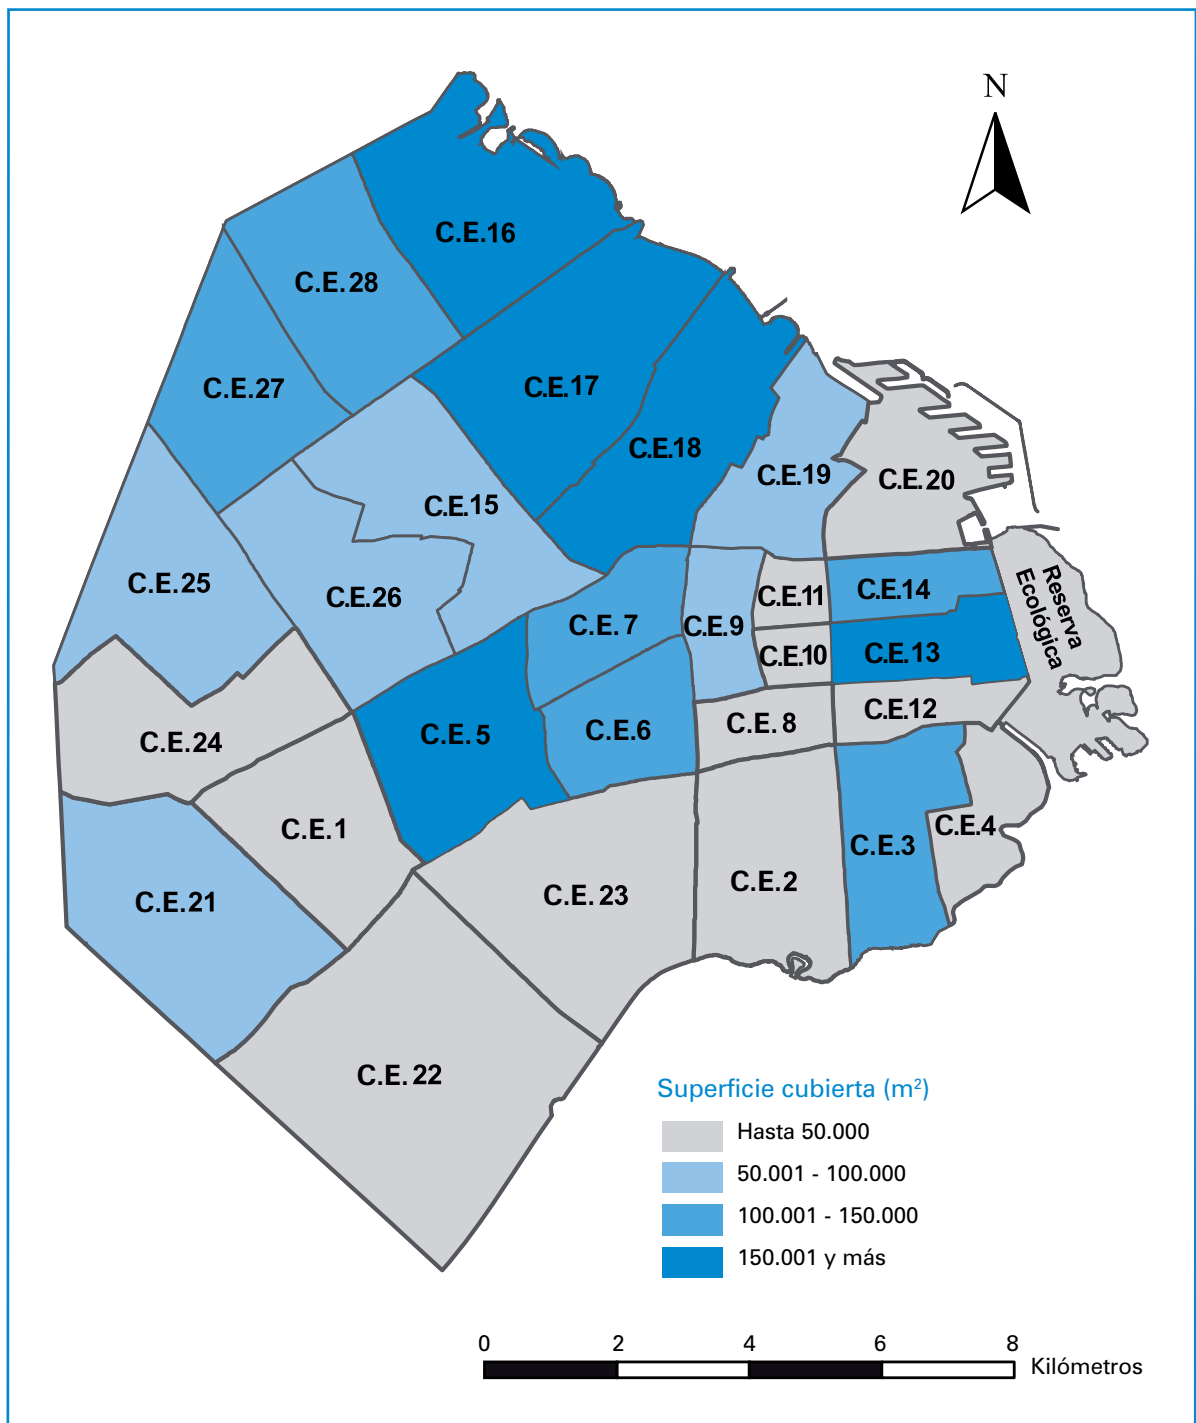 N
C.E.16
C.E.28
C.E.27
C.E.17
C.E.18
C.E.19
C.E.20
C.E.15
C.E.25
C.E.26
C.E.7
C.E.9
C.E.11
C.E.14
C.E.10
C.E.13
Reserva
Ecológica
C.E.24
C.E.5
C.E.6
C.E.8
C.E.12
C.E.1
C.E.3
C.E.4
C.E.21
C.E.23
C.E.2
C.E.22
Superficie cubierta (m²)
Hasta 50.000
50.001 - 100.000
100.001 - 150.000
150.001 y más
0 2 4 6 8
Kilómetros